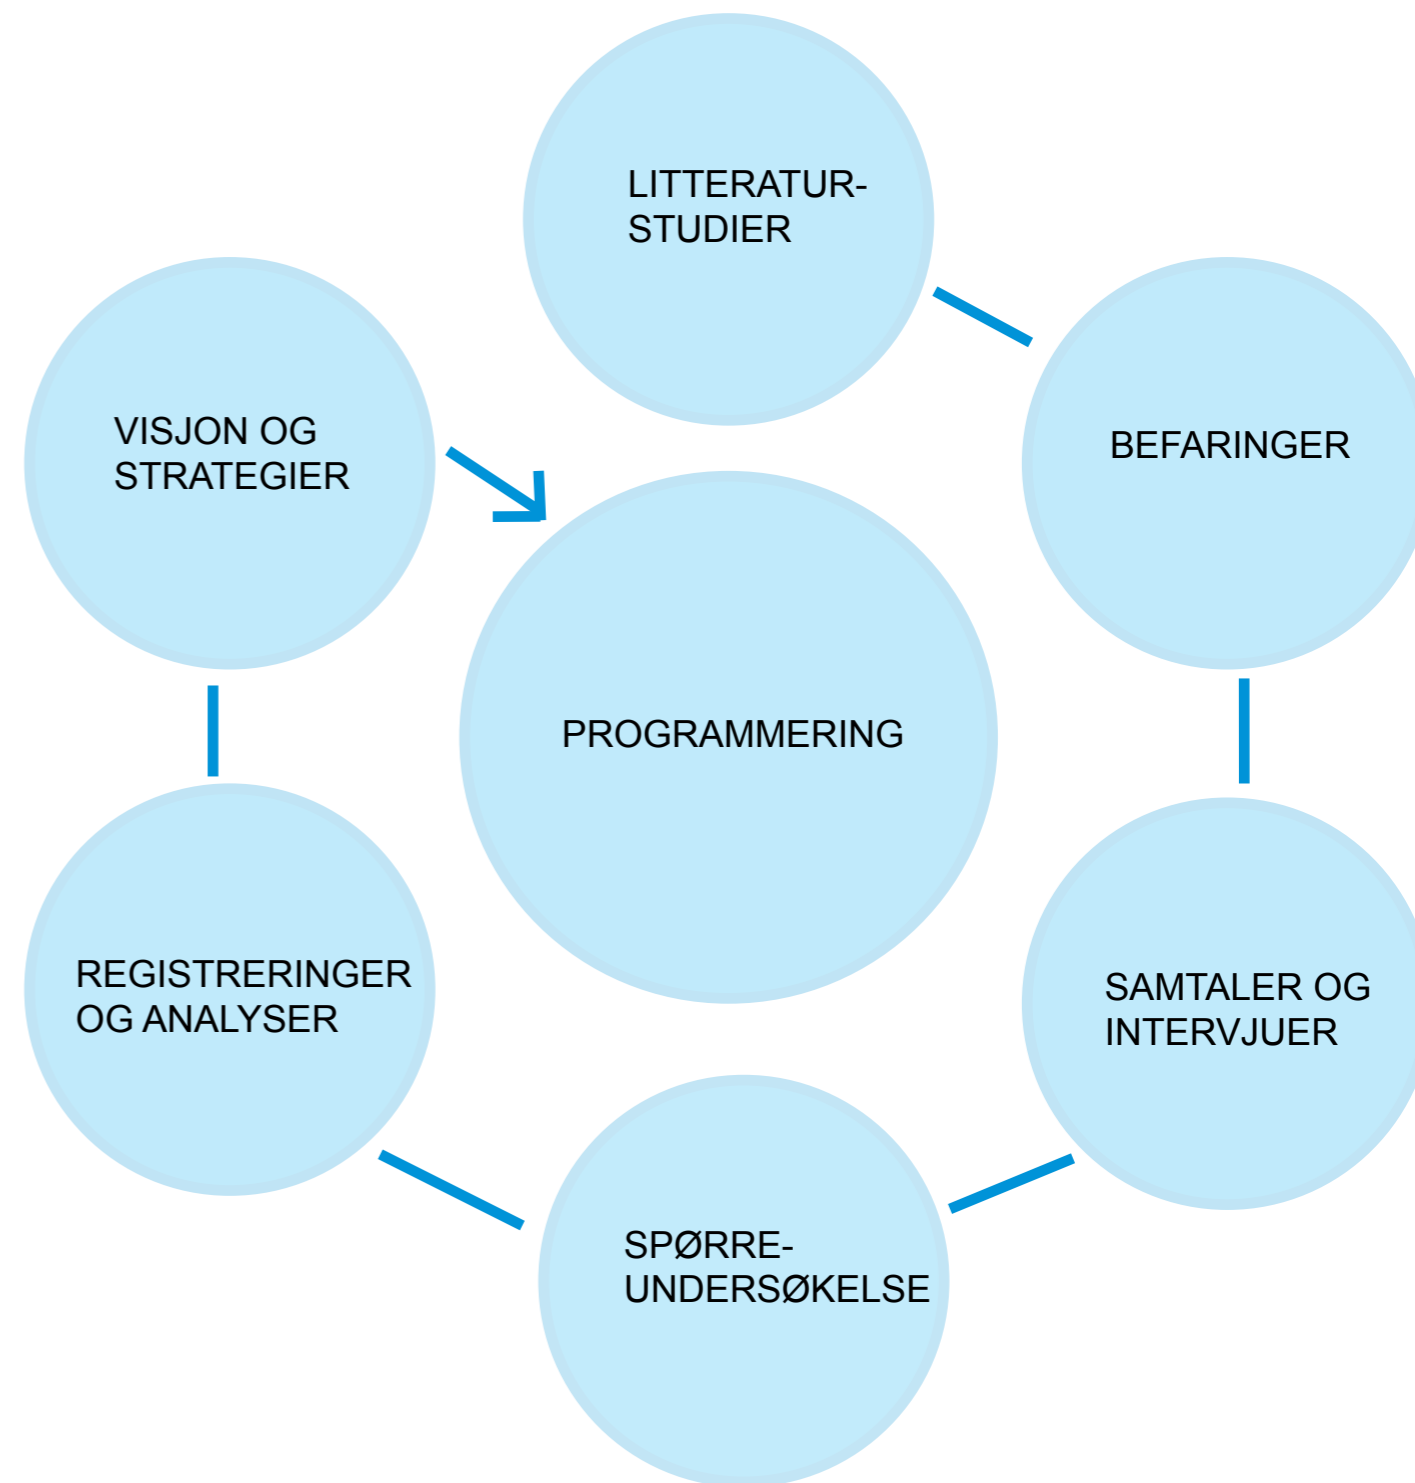 LITTERATUR-
STUDIER
BEFARINGER
SAMTALER OG
INTERVJUER
SPØRRE-
UNDERSØKELSE
REGISTRERINGER
OG ANALYSER
VISJON OG
STRATEGIER
PROGRAMMERING